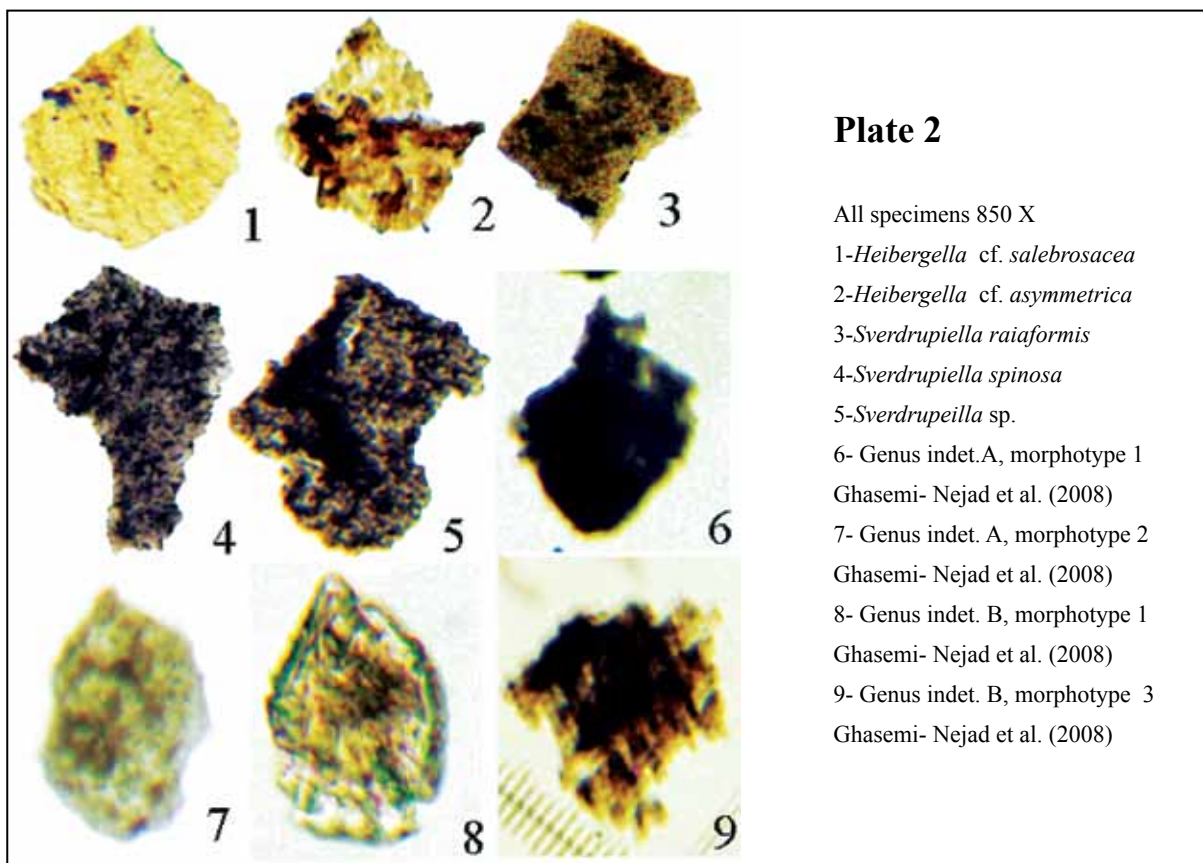 1
2
3
4
5
6
7
8
9
Plate 2
All specimens 850 X
1-Heibergella cf. salebrosacea
2-Heibergella cf. asymmetrica
3-Sverdrupiella raiaformis
4-Sverdrupiella spinosa
5-Sverdrupeilla sp.
6- Genus indet.A, morphotype 1
Ghasemi- Nejad et al. (2008)
7- Genus indet. A, morphotype 2
Ghasemi- Nejad et al. (2008)
8- Genus indet. B, morphotype 1
Ghasemi- Nejad et al. (2008)
9- Genus indet. B, morphotype 3
Ghasemi- Nejad et al. (2008)